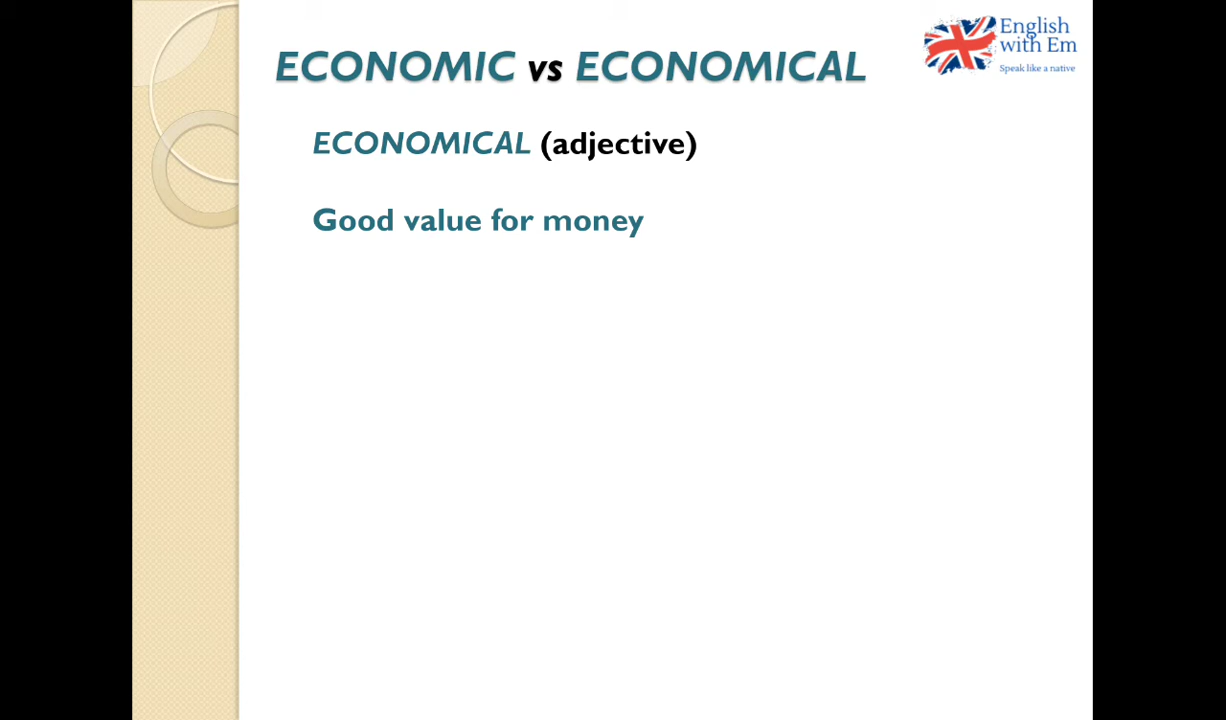 ECONOMIC vs ECONOMICAL
English
with Em
Speak like a native
ECONOMICAL (adjective)
Good value for money